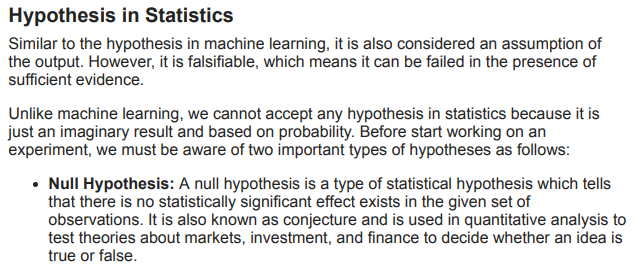 Hypothesis in Statistics
Similar to the hypothesis in machine learning, it is also considered an assumption of
the output. However, it is falsifiable, which means it can be failed in the presence of
sufficient evidence.
Unlike machine learning, we cannot accept any hypothesis in statistics because it is
just an imaginary result and based on probability. Before start working on an
experiment, we must be aware of two important types of hypotheses as follows:
• Null Hypothesis: A null hypothesis is a type of statistical hypothesis which tells
that there is no statistically significant effect exists in the given set of
observations. It is also known as conjecture and is used in quantitative analysis to
test theories about markets, investment, and finance to decide whether an idea is
true or false.